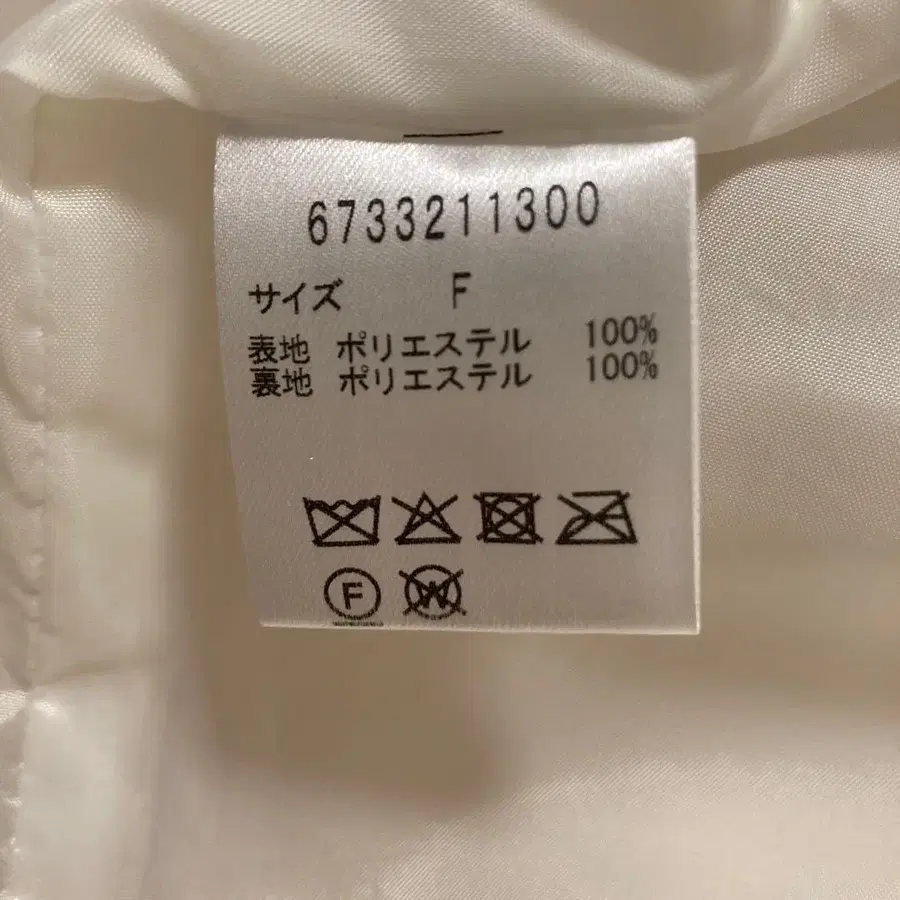 6733211300
サイズ F
表地 ポリエステル 100%
裏地 ポリエステル 100%
F W